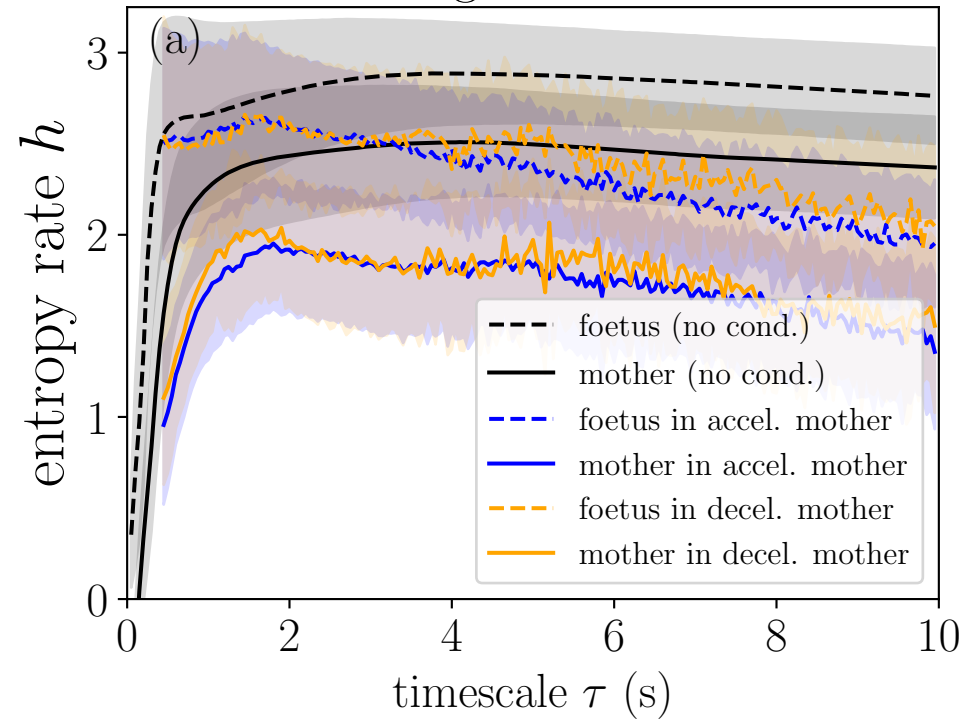 (a)
entropy rate h
3
2
1
0
foetus (no cond.)
mother (no cond.)
foetus in accel. mother
mother in accel. mother
foetus in decel. mother
mother in decel. mother
0 2 4 6 8 10
timescale τ (s)